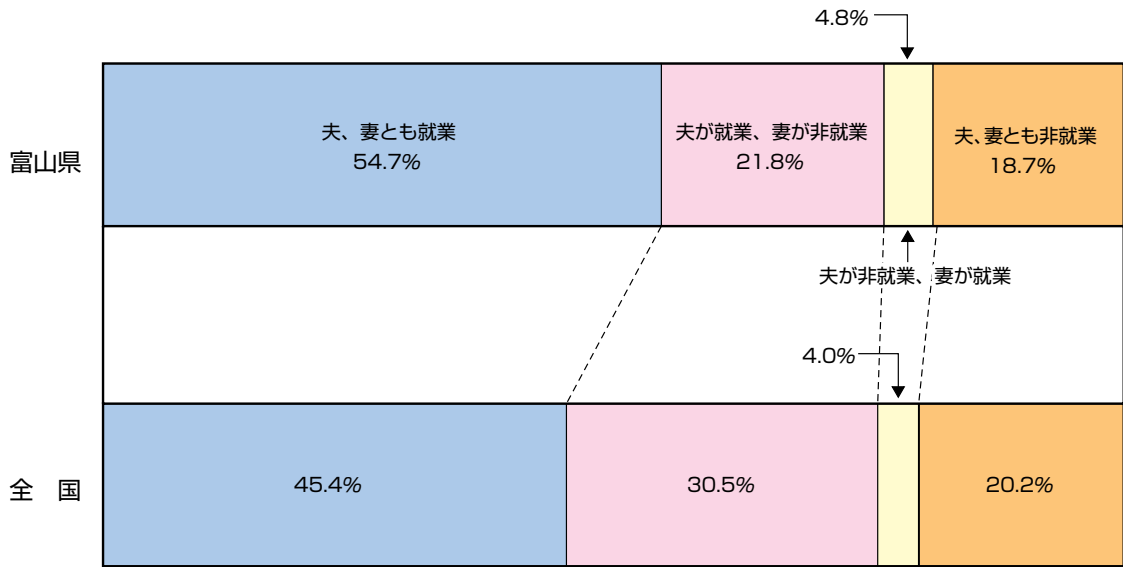 4.8%
富山県
夫、妻とも就業
54.7%
夫が就業、妻が非就業
21.8%
夫、妻とも非就業
18.7%
夫が非就業、妻が就業
4.0%
全　国
45.4%
30.5%
20.2%